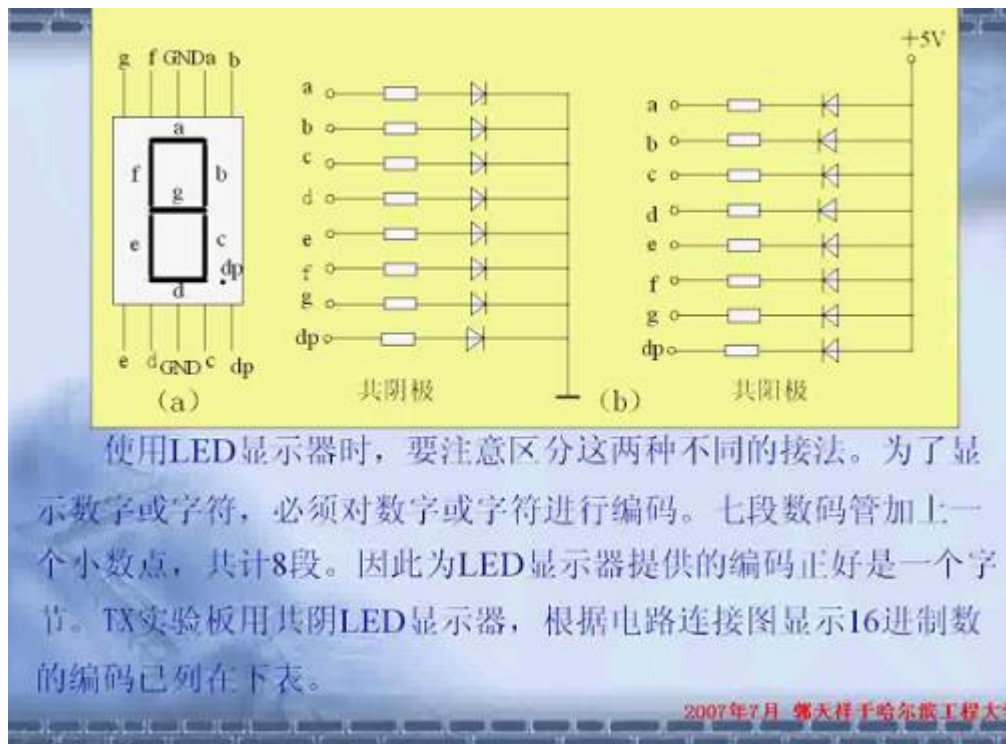 +5V
g f GND a b
a
f b
g
e c
dp
d
e d GND c dp
(a)
a
b
c
d
e
f
g
dp
共阴极
(b)
a
b
c
d
e
f
g
dp
共阳极
使用LED显示器时，要注意区分这两种不同的接法。为了显
示数字或字符，必须对数字或字符进行编码。七段数码管加上一
个小数点，共计8段。因此为LED显示器提供的编码正好是一个字
节。TX实验板用共阴LED显示器，根据电路连接图显示16进制数
的编码已列在下表。
2007年7月 郭天祥于哈尔滨工程大